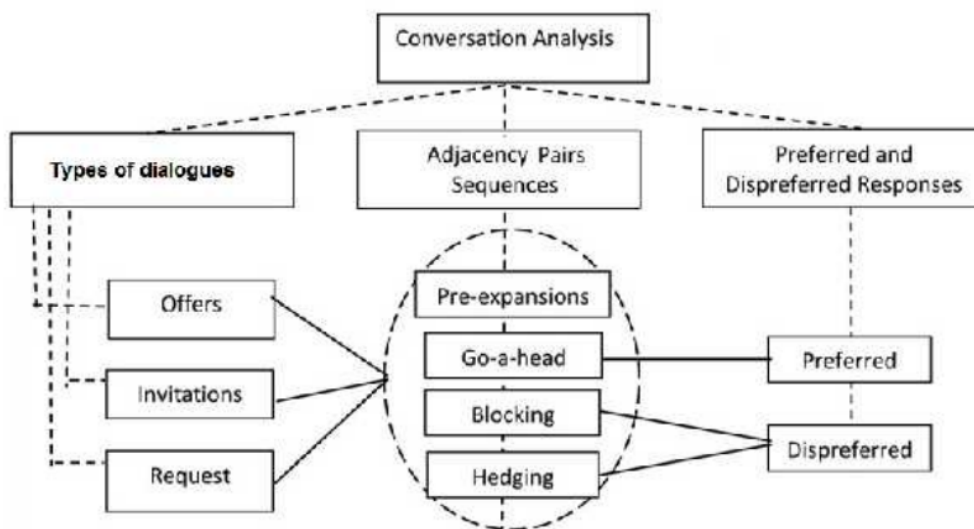 Conversation Analysis
Types of dialogues
Adjacency Pairs
Sequences
Preferred and
Dispreferred Responses
Offers
Invitations
Request
Pre-expansions
Go-a-head
Blocking
Hedging
Preferred
Dispreferred